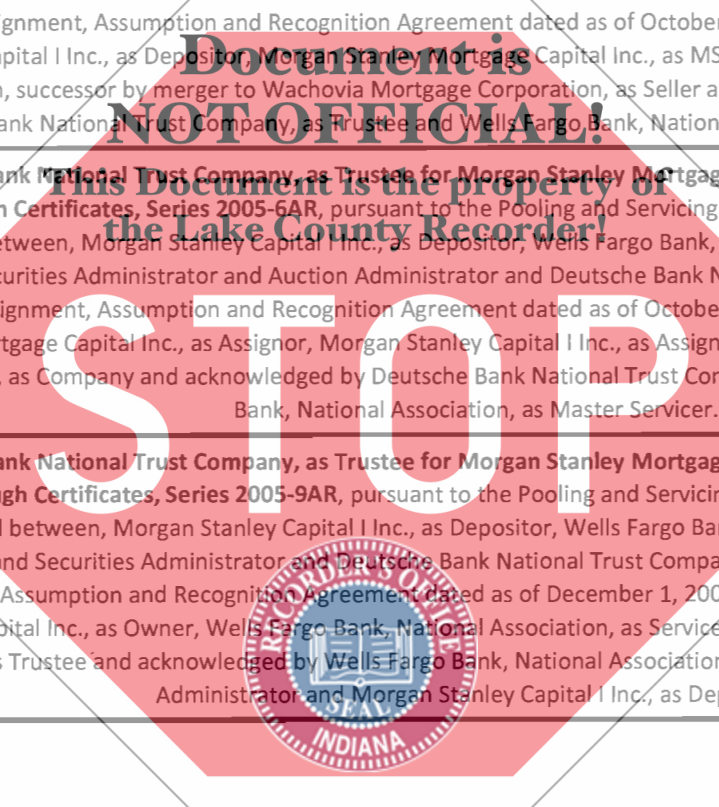 ignment, Assumption and Recognition Agreement dated as of October
apital I Inc., as Depositor, Morgan Stanley Mortgage Capital Inc., as MS
n, successor by merger to Wachovia Mortgage Corporation, as Seller a
ank National Trust Company, as Trustee and Wells Fargo Bank, Nation
Document is
NOT OFFICIAL!
This Document is the property of
the Lake County Recorder!
ank National Trust Company, as Trustee for Morgan Stanley Mortgag
h Certificates, Series 2005-6AR, pursuant to the Pooling and Servicing
etween, Morgan Stanley Capital I Inc., as Depositor, Wells Fargo Bank,
curities Administrator and Auction Administrator and Deutsche Bank N
ignment, Assumption and Recognition Agreement dated as of Octobe
rtgage Capital Inc., as Assignor, Morgan Stanley Capital I Inc., as Assign
, as Company and acknowledged by Deutsche Bank National Trust Con
Bank, National Association, as Master Servicer.
STOP
ank National Trust Company, as Trustee for Morgan Stanley Mortgag
gh Certificates, Series 2005-9AR, pursuant to the Pooling and Servicin
d between, Morgan Stanley Capital I Inc., as Depositor, Wells Fargo Ba
and Securities Administrator and Deutsche Bank National Trust Compa
Assumption and Recognition Agreement dated as of December 1, 200
pital Inc., as Owner, Wells Fargo Bank, National Association, as Service
s Trustee and acknowledged by Wells Fargo Bank, National Association
Administrator and Morgan Stanley Capital I Inc., as Dep
RECORDER'S OFFICE
SEAL
INDIANA